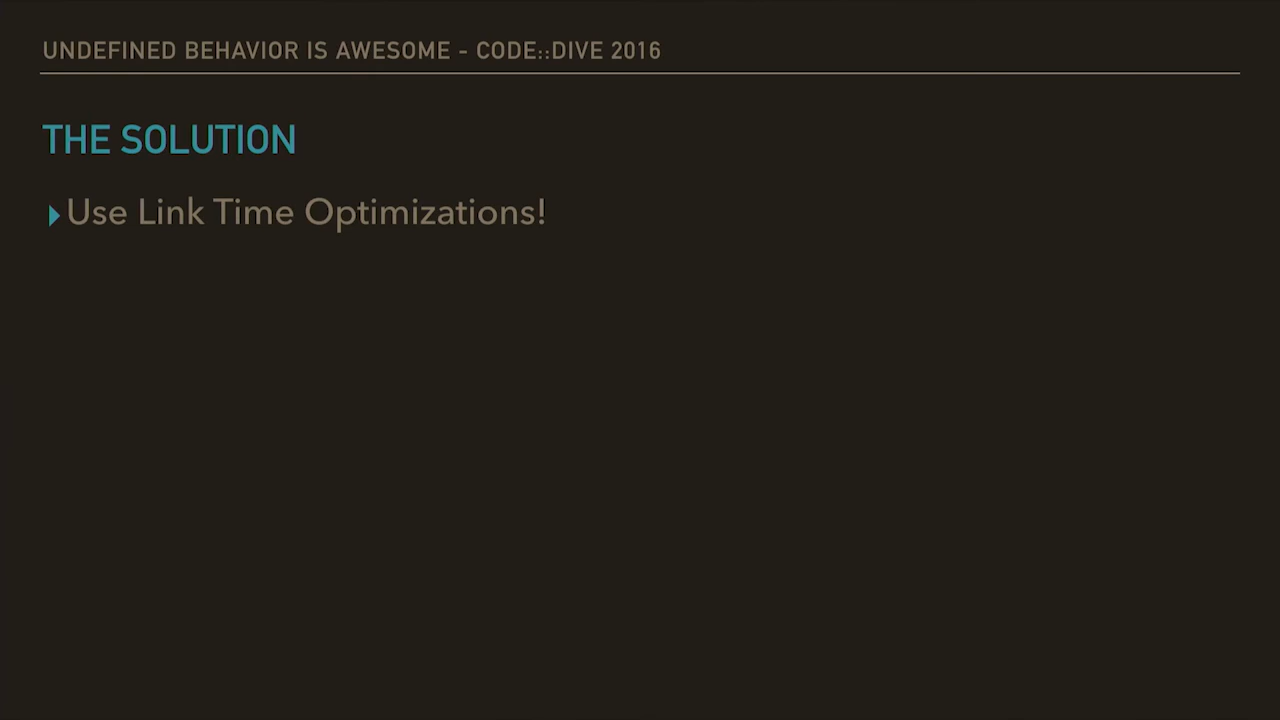 UNDEFINED BEHAVIOR IS AWESOME - CODE::DIVE 2016
THE SOLUTION
Use Link Time Optimizations!